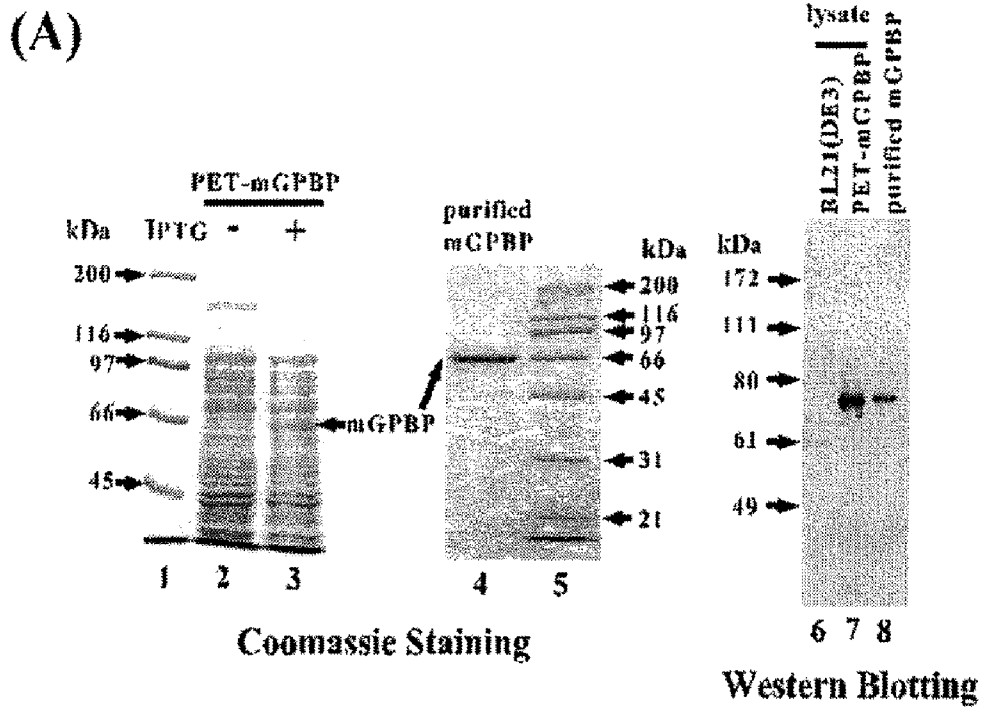 (A)
PET-mGPBP
kDa IPTG - +
200
116
97
66
45
mGPBP
1 2 3
purified
mGPBP
kDa
200
116
97
66
45
31
21
4 5
Coomassie Staining
lysate
BL21(DE3)
PET-mGPBP
purified mGPBP
kDa
172
111
80
61
49
6 7 8
Western Blotting